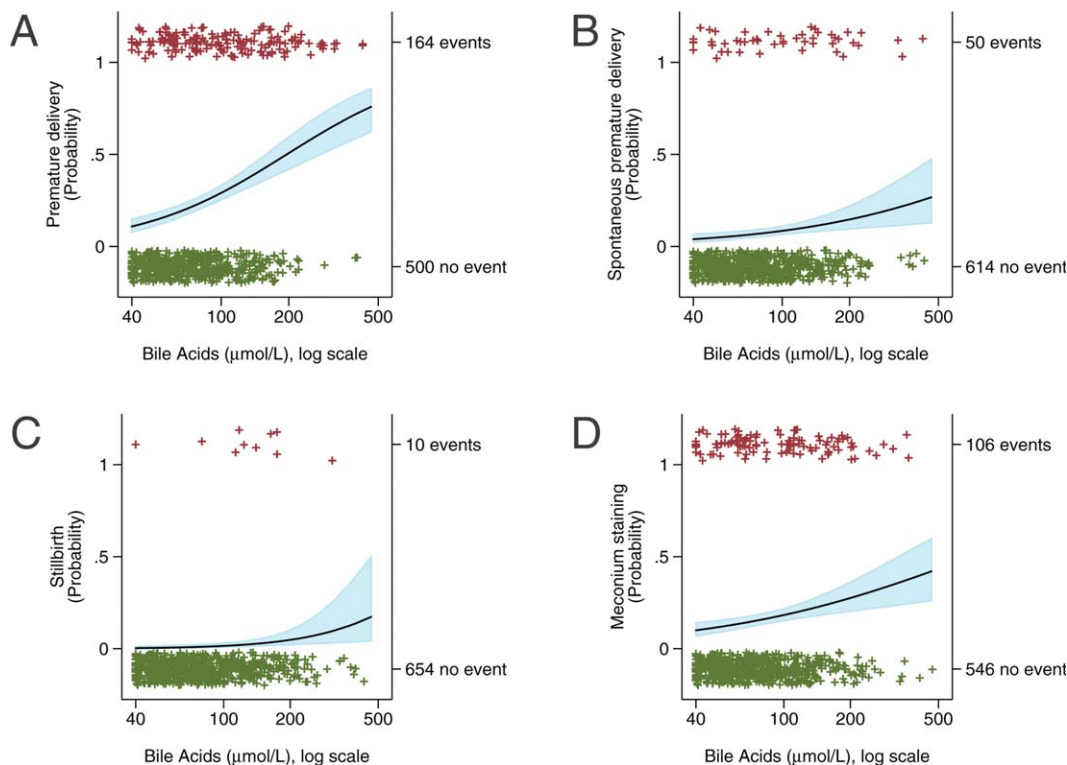 A
Premature delivery
(Probability)
1
.5
0
164 events
500 no event
40 100 200 500
Bile Acids (μmol/L), log scale
B
Spontaneous premature delivery
(Probability)
1
.5
0
50 events
614 no event
40 100 200 500
Bile Acids (μmol/L), log scale
C
Stillbirth
(Probability)
1
.5
0
10 events
654 no event
40 100 200 500
Bile Acids (μmol/L), log scale
D
Meconium staining
(Probability)
1
.5
0
106 events
546 no event
40 100 200 500
Bile Acids (μmol/L), log scale